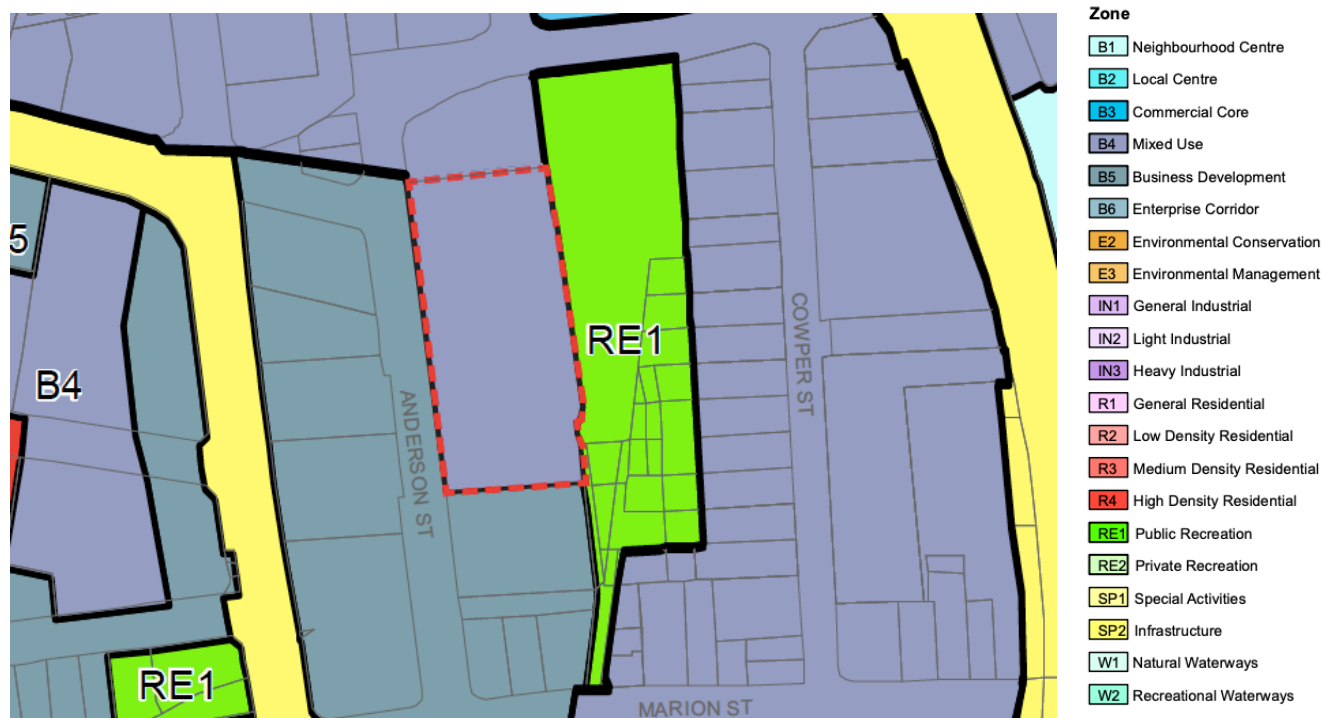 5
B4
RE1
RE1
ANDERSON ST
COWPER ST
MARION ST
Zone
B1 Neighbourhood Centre
B2 Local Centre
B3 Commercial Core
B4 Mixed Use
B5 Business Development
B6 Enterprise Corridor
E2 Environmental Conservation
E3 Environmental Management
IN1 General Industrial
IN2 Light Industrial
IN3 Heavy Industrial
R1 General Residential
R2 Low Density Residential
R3 Medium Density Residential
R4 High Density Residential
RE1 Public Recreation
RE2 Private Recreation
SP1 Special Activities
SP2 Infrastructure
W1 Natural Waterways
W2 Recreational Waterways